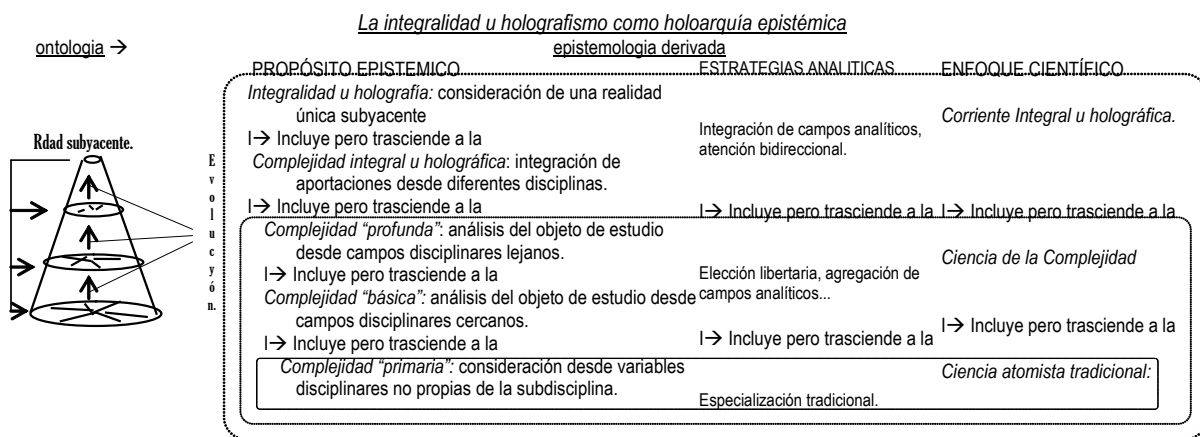 La integralidad u holografismo como holoarquía epistémica
ontologia →
epistemologia derivada
PROPÓSITO EPISTEMICO
ESTRATEGIAS ANALITICAS
ENFOQUE CIENTÍFICO
Integralidad u holografía: consideración de una realidad
única subyacente
I→ Incluye pero trasciende a la
Complejidad integral u holográfica: integración de
aportaciones desde diferentes disciplinas.
I→ Incluye pero trasciende a la
Complejidad “profunda”: análisis del objeto de estudio
desde campos disciplinares lejanos.
I→ Incluye pero trasciende a la
Complejidad “básica”: análisis del objeto de estudio desde
campos disciplinares cercanos.
I→ Incluye pero trasciende a la
Complejidad “primaria”: consideración desde variables
disciplinares no propias de la subdisciplina.
Integración de campos analíticos,
atención bidireccional.
I→ Incluye pero trasciende a la
Elección libertaria, agregación de
campos analíticos...
I→ Incluye pero trasciende a la
Especialización tradicional.
Corriente Integral u holográfica.
I→ Incluye pero trasciende a la
Ciencia de la Complejidad
I→ Incluye pero trasciende a la
Ciencia atomista tradicional:
Rdad subyacente.
E
v
o
l
u
c
y
ó
n.